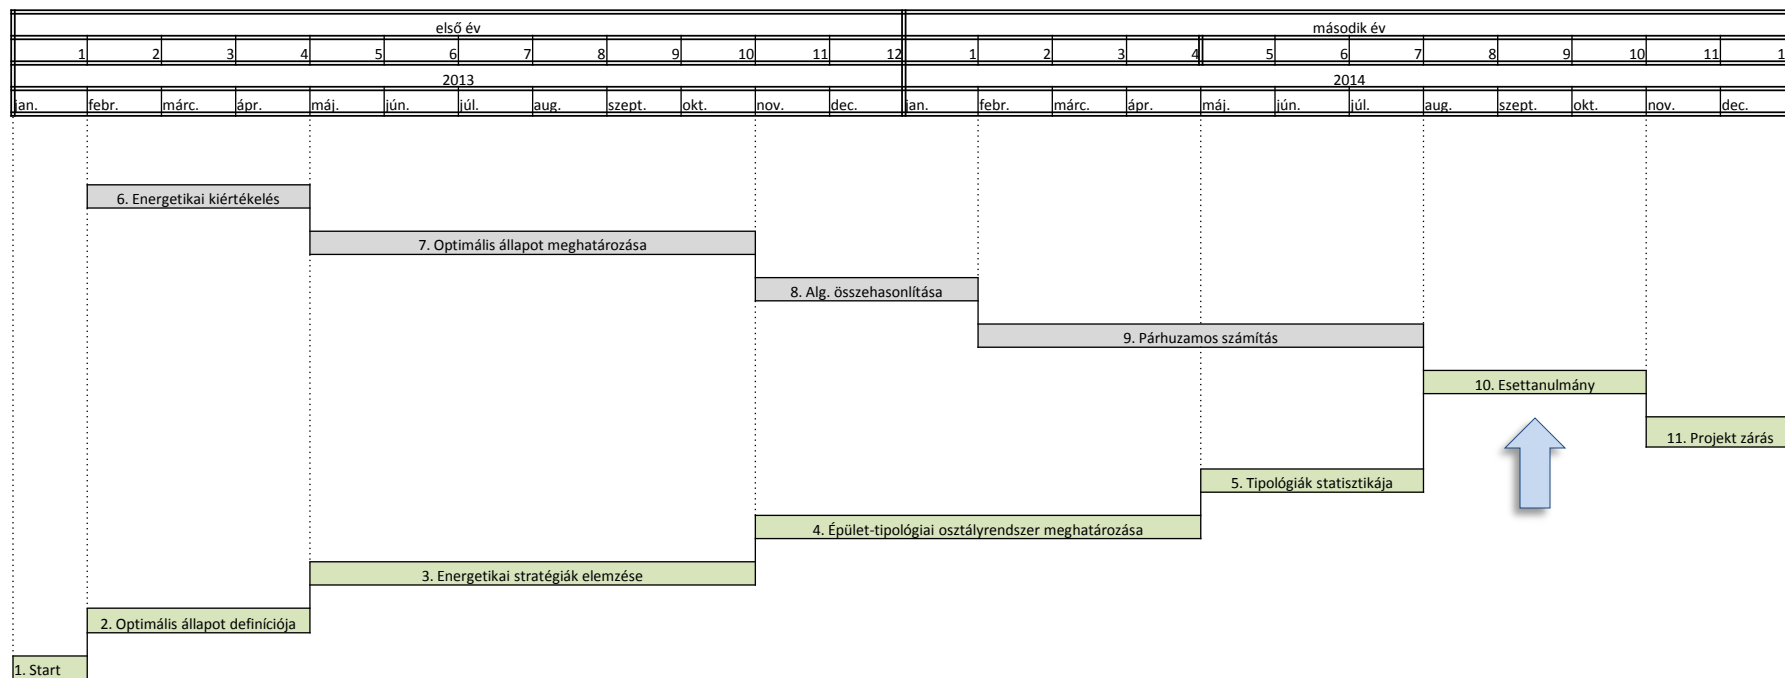 első év második év
1 2 3 4 5 6 7 8 9 10 11 12 1 2 3 4 5 6 7 8 9 10 11 1
2013 2014
jan. febr. márc. ápr. máj. jún. júl. aug. szept. okt. nov. dec. jan. febr. márc. ápr. máj. jún. júl. aug. szept. okt. nov. dec.
6. Energetikai kiértékelés
7. Optimális állapot meghatározása
8. Alg. összehasonlítása
9. Párhuzamos számítás
10. Esettanulmány
11. Projekt zárás
5. Tipológiák statisztikája
4. Épület-tipológiai osztályrendszer meghatározása
3. Energetikai stratégiák elemzése
2. Optimális állapot definíciója
1. Start